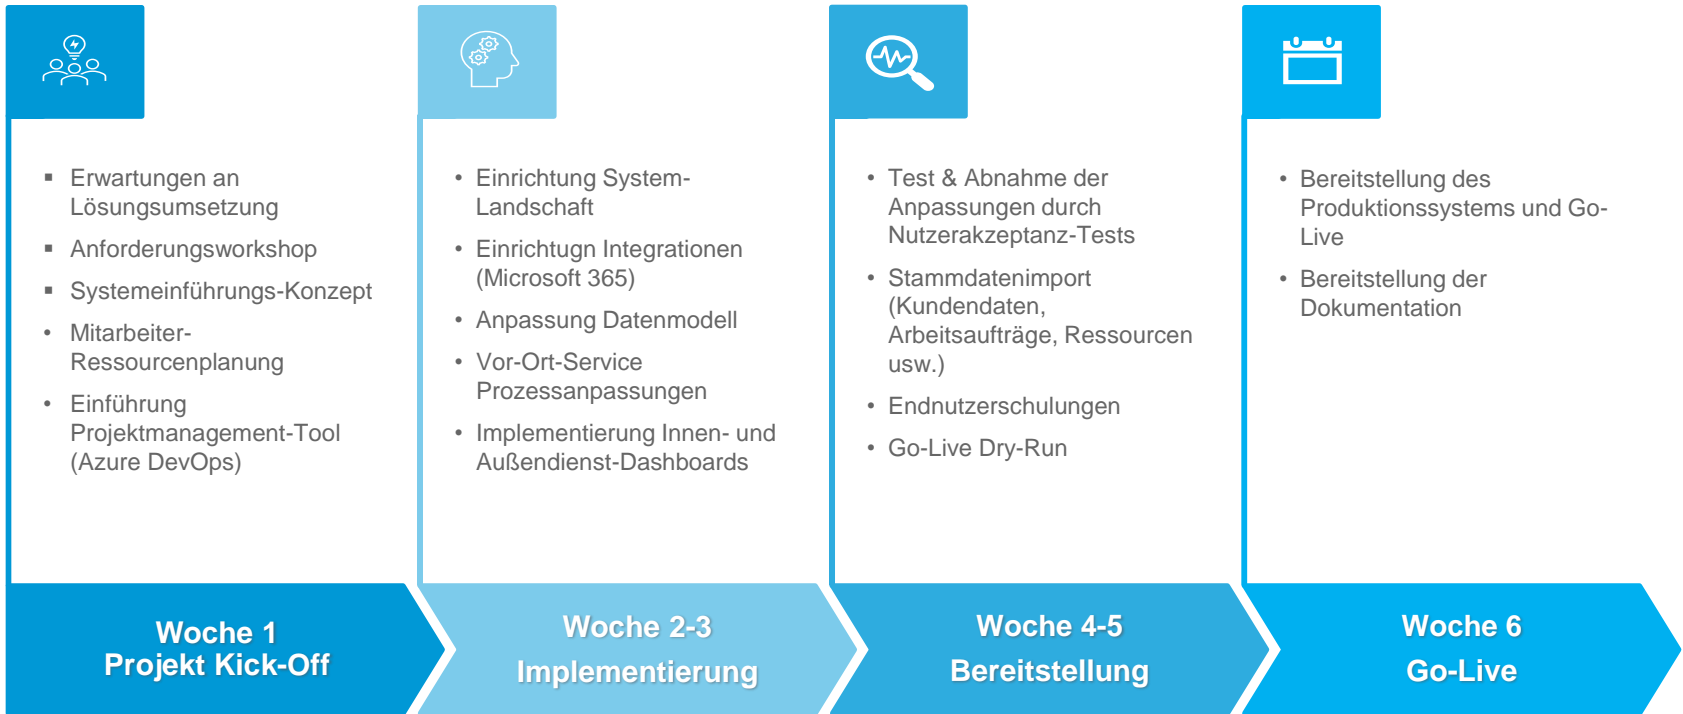 Erwartungen an
Lösungsumsetzung
Anforderungsworkshop
Systemeinführungs-Konzept
Mitarbeiter-
Ressourcenplanung
Einführung
Projektmanagement-Tool
(Azure DevOps)
Woche 1
Projekt Kick-Off
Einrichtung System-
Landschaft
Einrichtugn Integrationen
(Microsoft 365)
Anpassung Datenmodell
Vor-Ort-Service
Prozessanpassungen
Implementierung Innen- und
Außendienst-Dashboards
Woche 2-3
Implementierung
Test & Abnahme der
Anpassungen durch
Nutzerakzeptanz-Tests
Stammdatenimport
(Kundendaten,
Arbeitsaufträge, Ressourcen
usw.)
Endnutzerschulungen
Go-Live Dry-Run
Woche 4-5
Bereitstellung
Bereitstellung des
Produktionssystems und Go-
Live
Bereitstellung der
Dokumentation
Woche 6
Go-Live